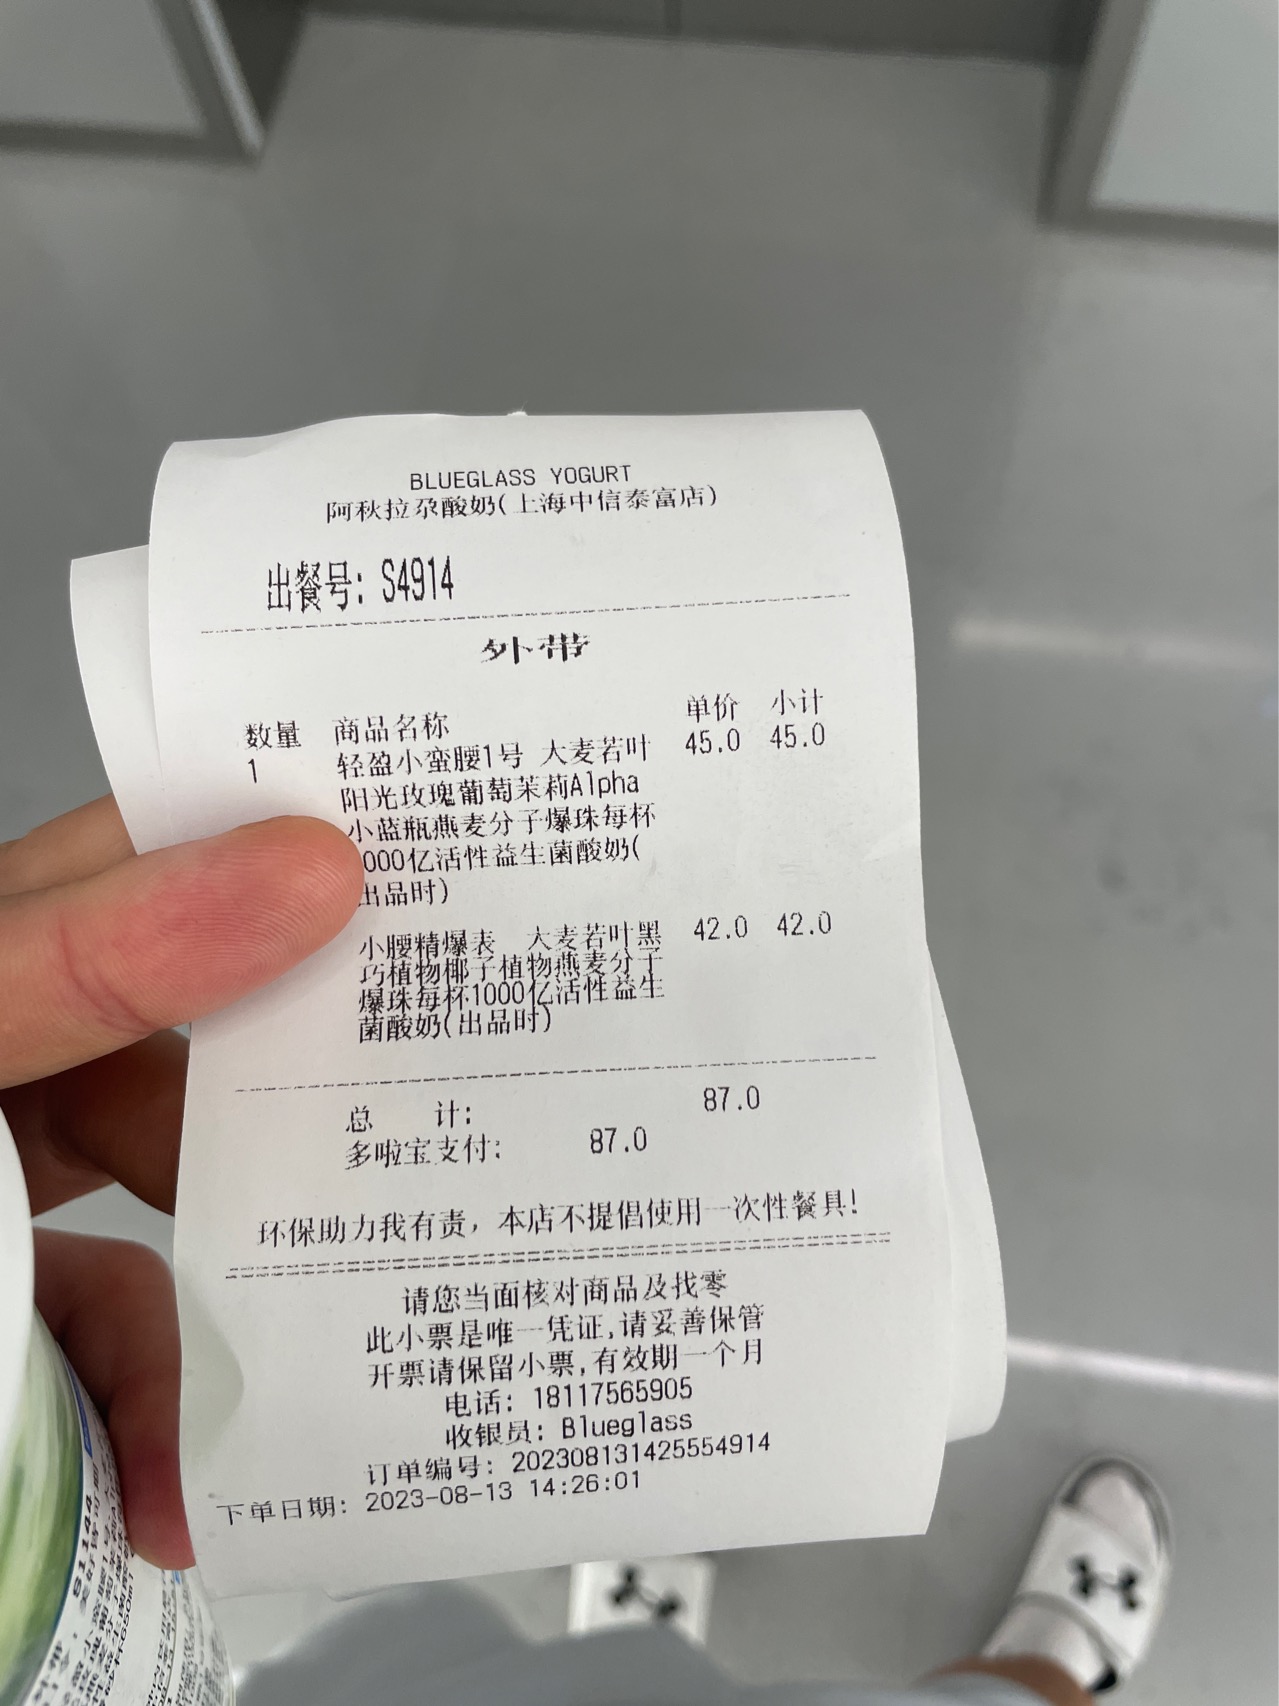 BLUEGLASS YOGURT
阿秋拉尕酸奶(上海中信泰富店)
出餐号: S4914
外带
数量 商品名称 单价 小计
1 轻盈小蛮腰1号 大麦若叶 45.0 45.0
阳光玫瑰葡萄茉莉Alpha
小蓝瓶燕麦分子爆珠每杯
000亿活性益生菌酸奶(
出品时)
小腰精爆表 大麦若叶黑 42.0 42.0
巧植物椰子植物燕麦分子
爆珠每杯1000亿活性益生
菌酸奶(出品时)
总 计: 87.0
多啦宝支付: 87.0
环保助力我有责, 本店不提倡使用一次性餐具!
请您当面核对商品及找零
此小票是唯一凭证,请妥善保管
开票请保留小票,有效期一个月
电话: 18117565905
收银员: Blueglass
订单编号: 202308131425554914
下单日期: 2023-08-13 14:26:01
S1144